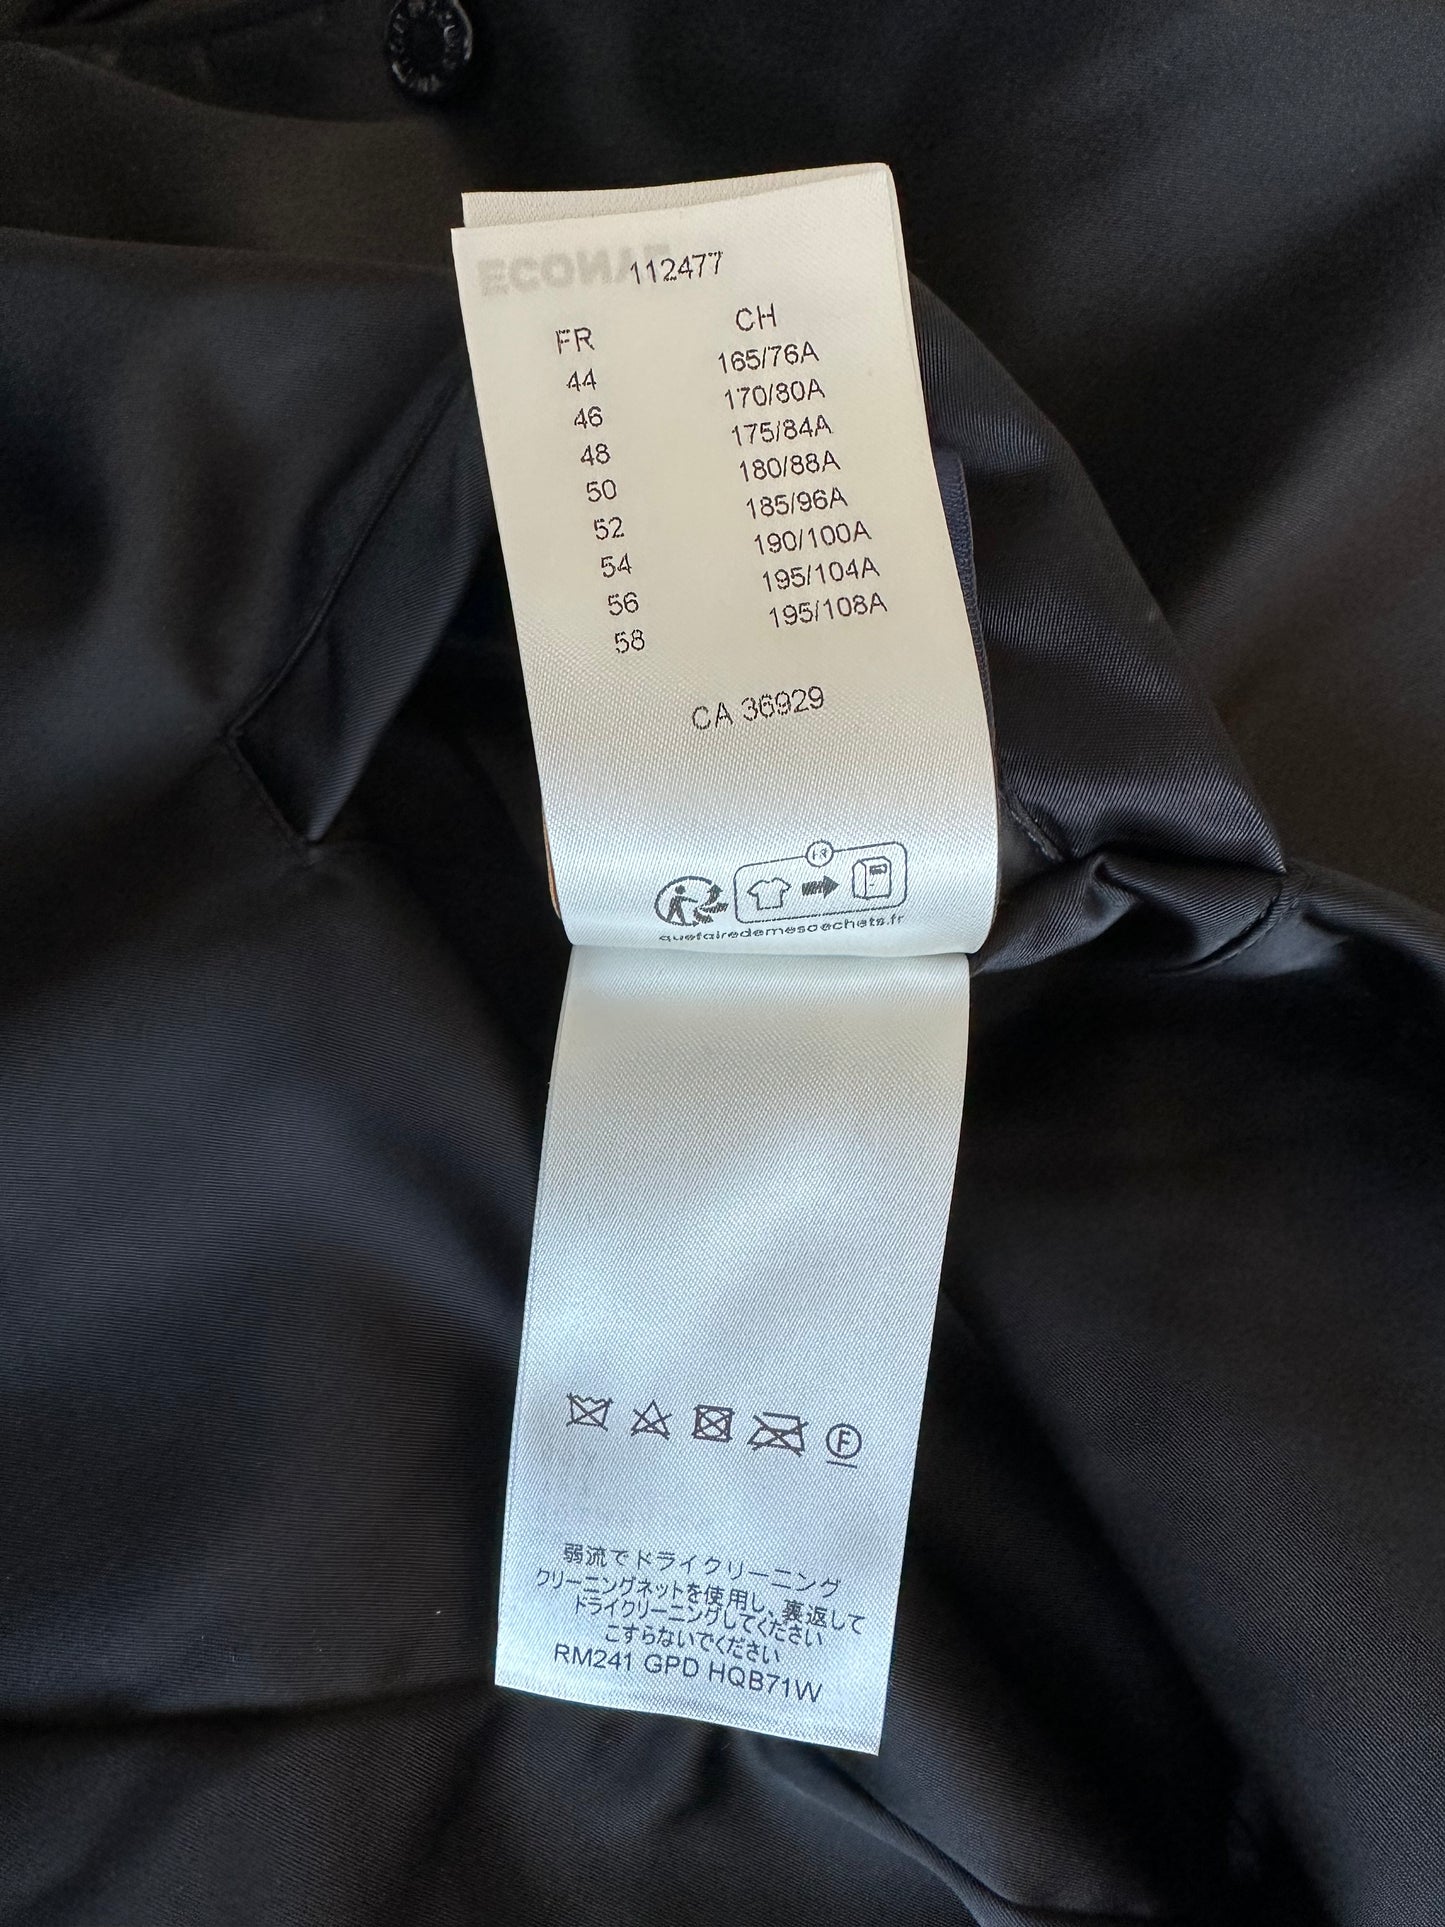 112477
FR CH
44 165/76A
46 170/80A
48 175/84A
50 180/88A
52 185/96A
54 190/100A
56 195/104A
58 195/108A
CA 36929
FR
quefairedemesdechets.fr
F
弱流でドライクリーニング
クリーニングネットを使用し、裏返して
ドライクリーニングしてください
こすらないでください
RM241 GPD HQB71W